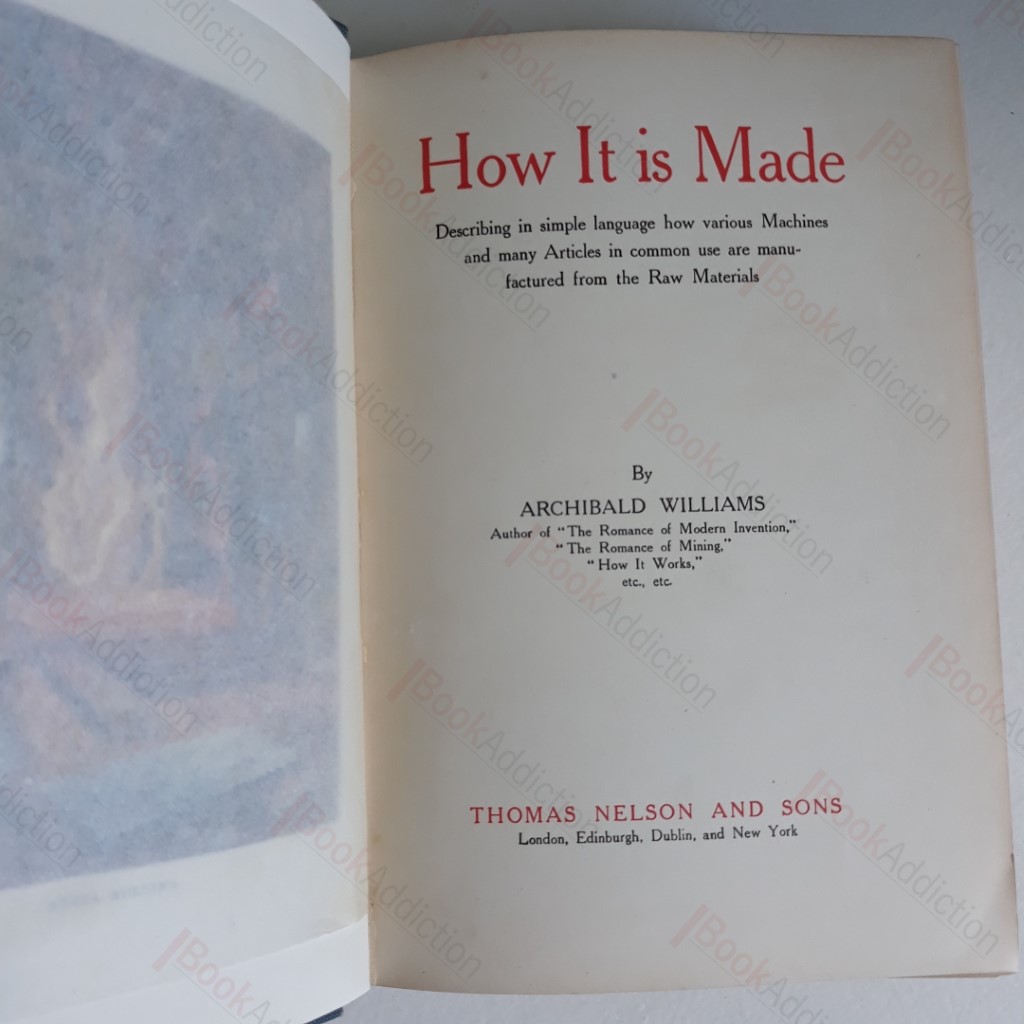 How It is Made
Describing in simple language how various Machines
and many Articles in common use are manu-
factured from the Raw Materials
By
ARCHIBALD WILLIAMS
Author of "The Romance of Modern Invention,"
"The Romance of Mining,"
"How It Works,"
etc., etc.
THOMAS NELSON AND SONS
London, Edinburgh, Dublin, and New York
BookAddiction